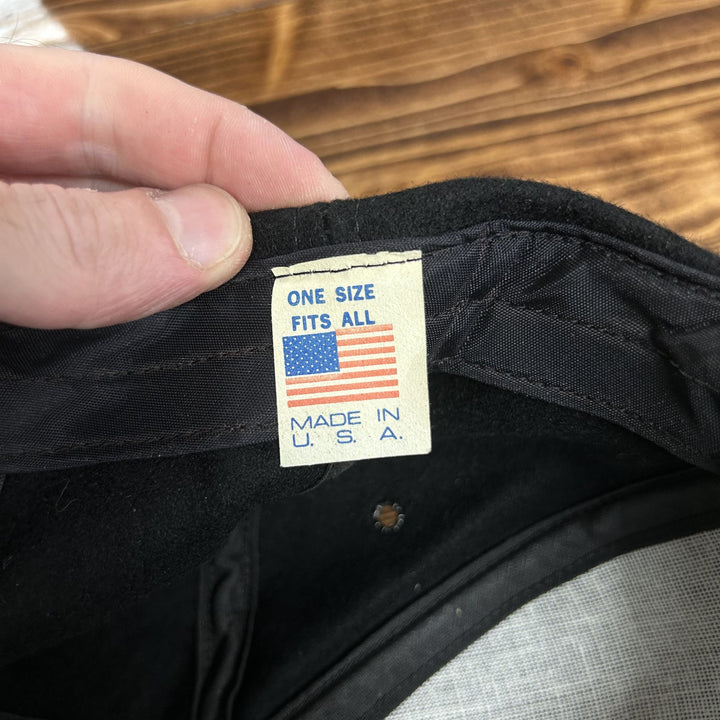 ONE SIZE
FITS ALL
MADE IN
U. S. A.